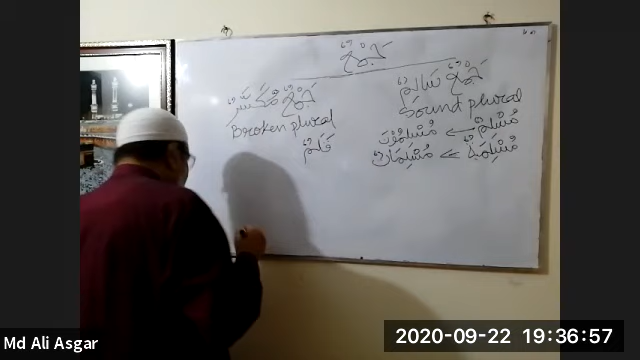 جَمْعٌ
جَمْعٌ سَالِمٌ
Sound plural
مُسْلِمٌ ← مُسْلِمُوْنَ
مُسْلِمَةٌ > مُسْلِمَاتٌ
جَمْعٌ مُكَسَّرٌ
Broken plural
قَلَمٌ
Md Ali Asgar
2020-09-22 19:36:57